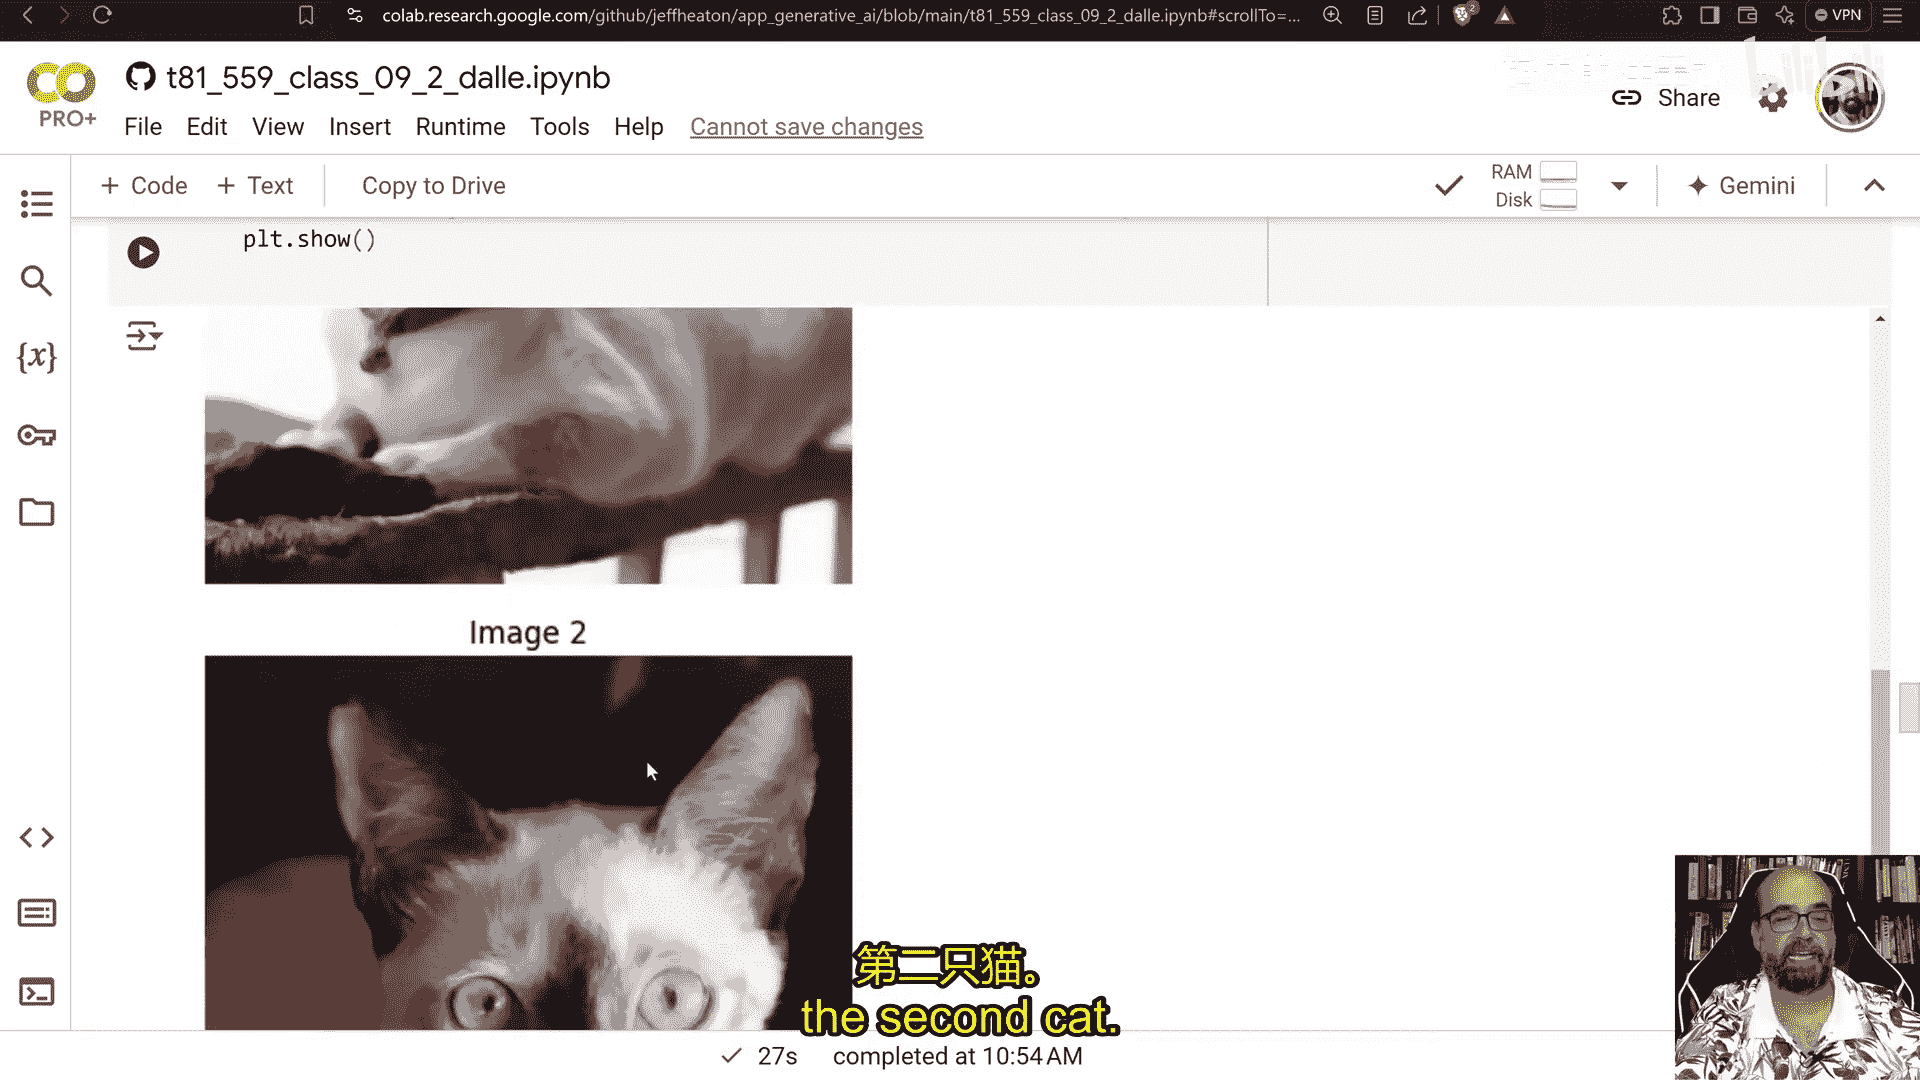 colab.research.google.com/github/jeffheaton/app_generative_ai/blob/main/t81_559_class_09_2_dalle.ipynb#scrollTo=...
2
VPN
CO
PRO+
t81_559_class_09_2_dalle.ipynb
File Edit View Insert Runtime Tools Help Cannot save changes
Share
+ Code + Text Copy to Drive
RAM
Disk
Gemini
plt.show()
{x}
Image 2
第二只猫。
the second cat.
27s completed at 10:54 AM